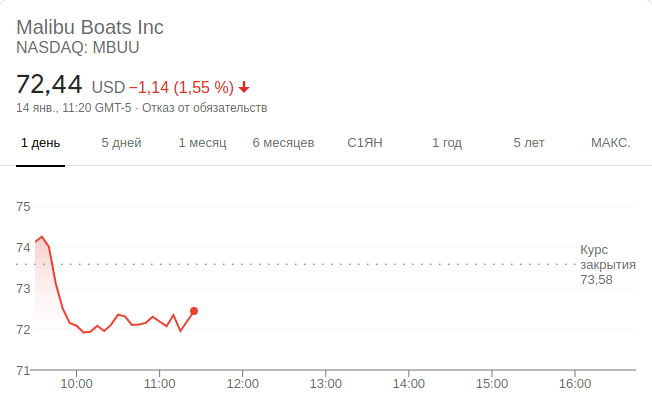 Malibu Boats Inc
NASDAQ: MBUU
72,44 USD −1,14 (1,55 %)
14 янв., 11:20 GMT-5 · Отказ от обязательств
1 день 5 дней 1 месяц 6 месяцев С1ЯН 1 год 5 лет МАКС.
75
74
Курс
закрытия
73,58
73
72
71
10:00 11:00 12:00 13:00 14:00 15:00 16:00